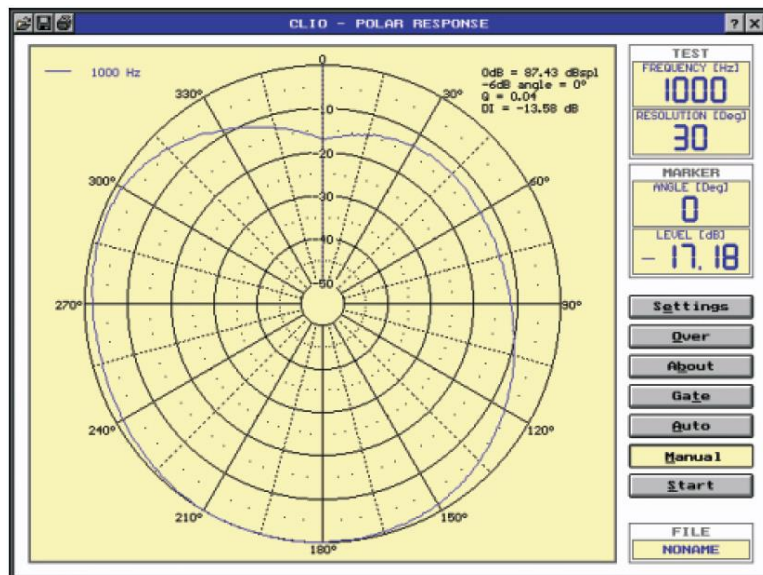 CLIO - POLAR RESPONSE
? X
1000 Hz
0dB = 87.43 dBspl
-6dB angle = 0°
Q = 0.04
DI = -13.58 dB
0
30°
60°
90°
120°
150°
180°
210°
240°
270°
300°
330°
-10
-20
-30
-40
-50
TEST
FREQUENCY [Hz]
1000
RESOLUTION [Deg]
30
MARKER
ANGLE [Deg]
0
LEVEL [dB]
-17.18
Settings
Over
About
Gate
Auto
Manual
Start
FILE
NONAME